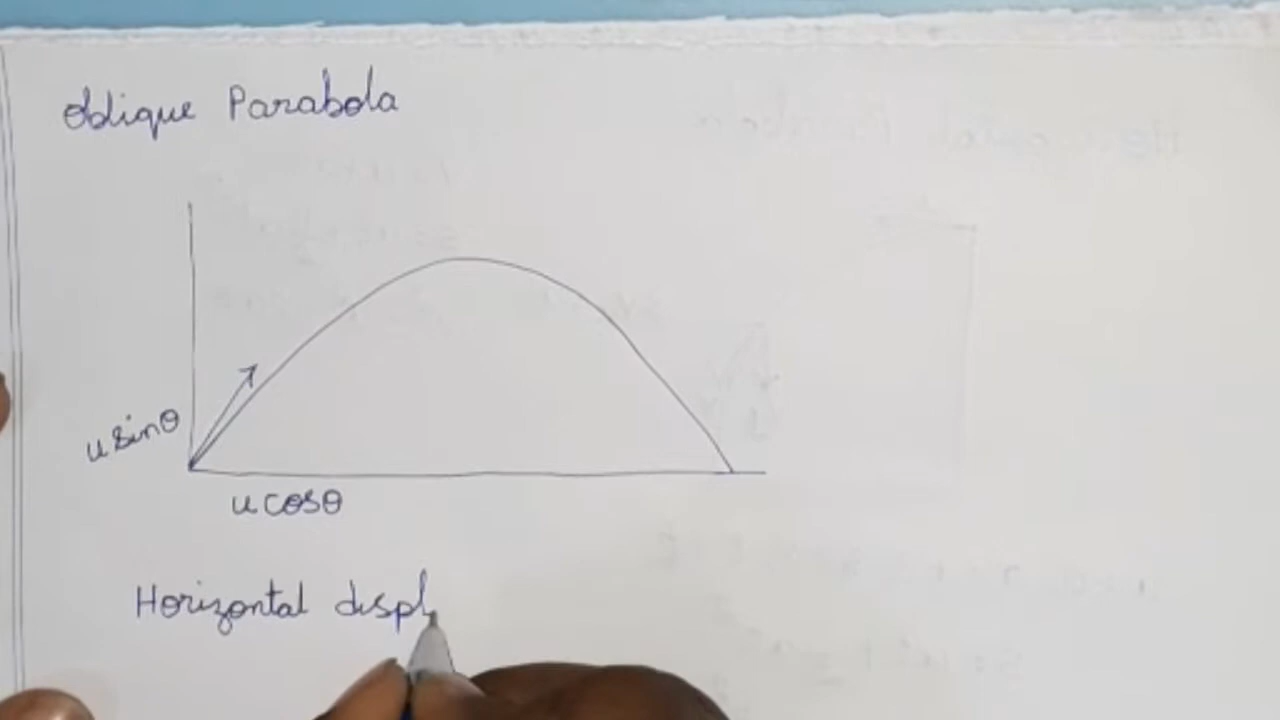 Oblique Parabola
u sinθ
u cosθ
Horizontal displ